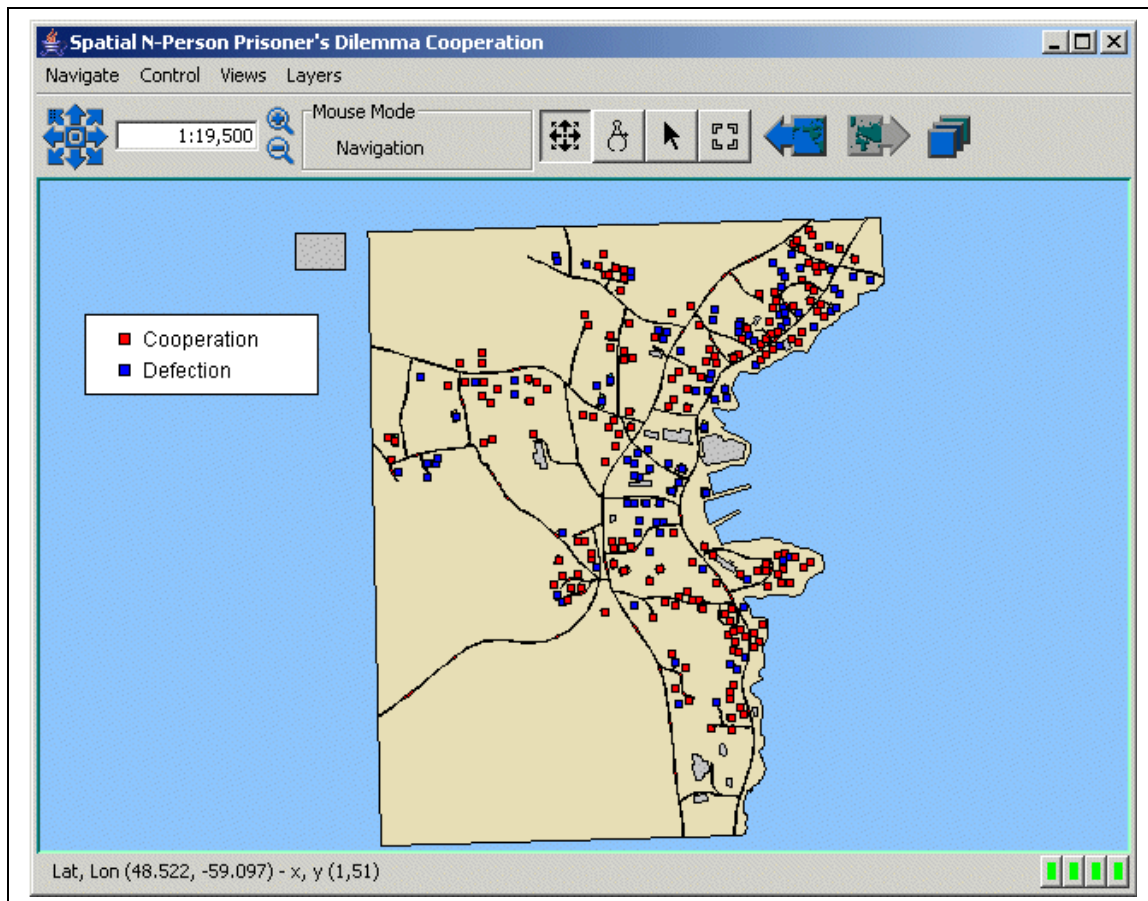 Spatial N-Person Prisoner's Dilemma Cooperation
Navigate Control Views Layers
Mouse Mode
1:19,500
Navigation
Cooperation
Defection
Lat, Lon (48.522, -59.097) - x, y (1,51)